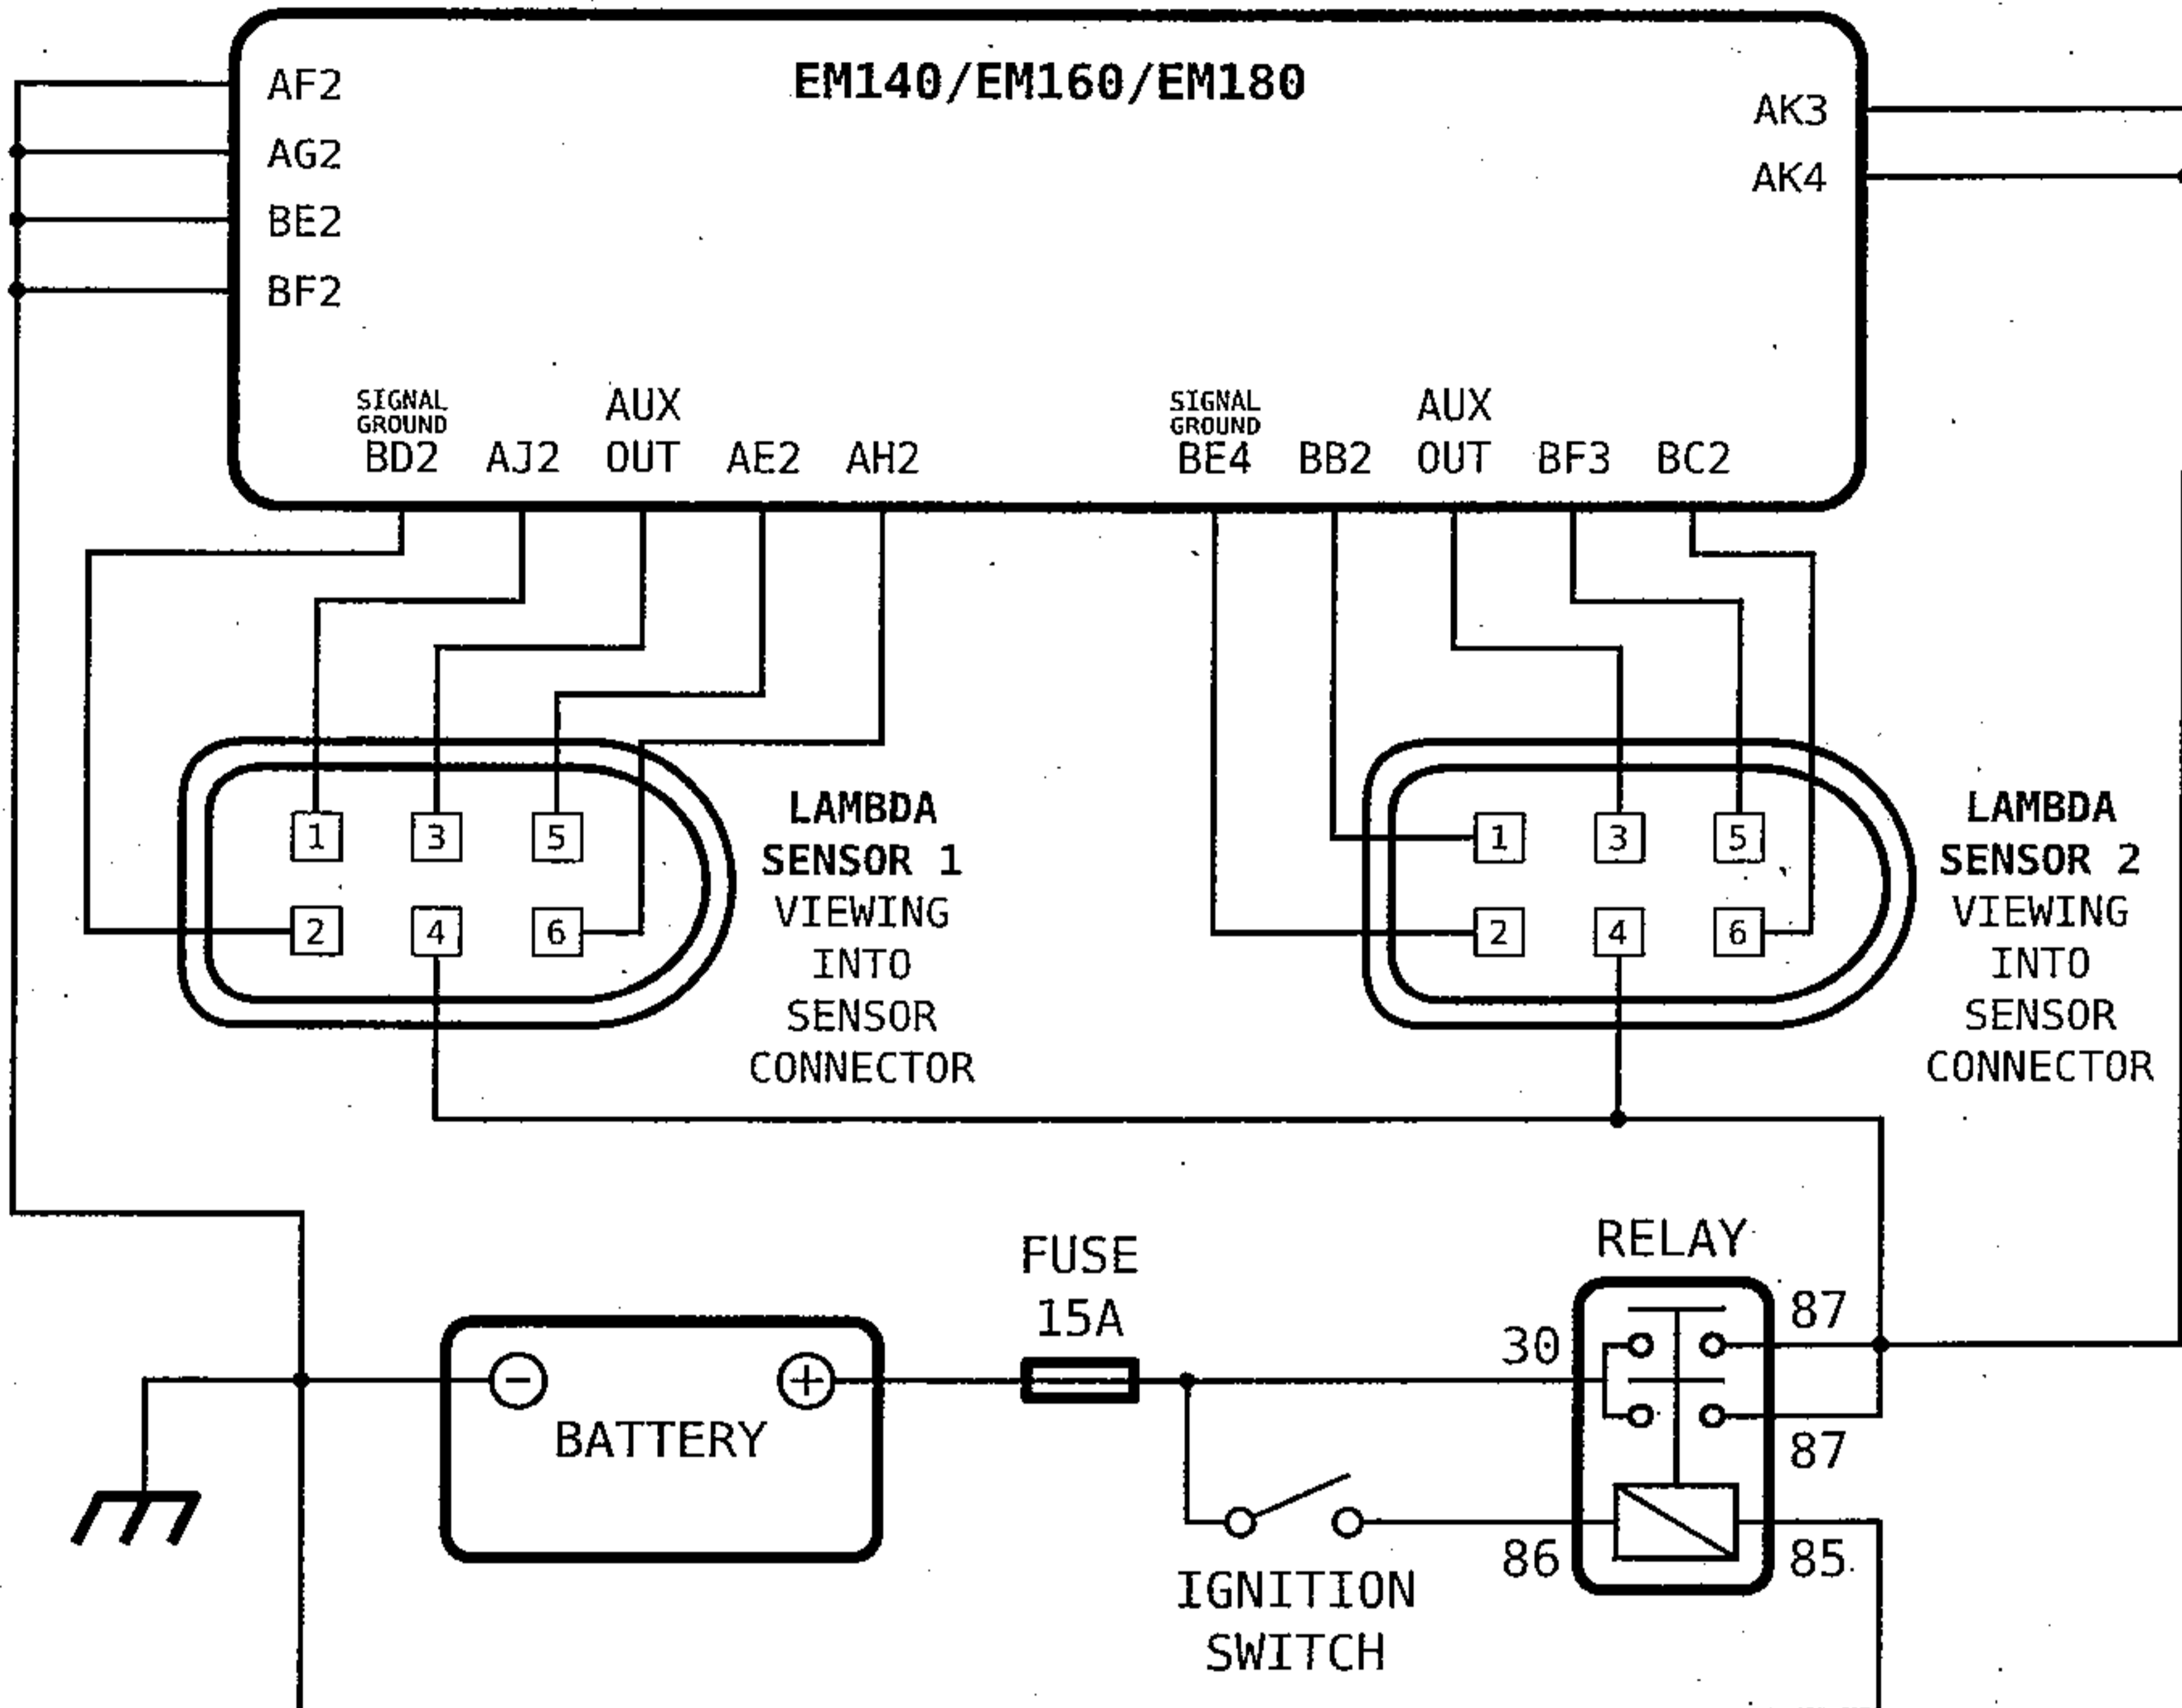 EM140/EM160/EM180
AF2
AG2
BE2
BF2
AK3
AK4
SIGNAL
GROUND
BD2
AJ2
AUX
OUT
AE2
AH2
SIGNAL
GROUND
BE4
BB2
AUX
OUT
BF3
BC2
1 3 5
2 4 6
LAMBDA
SENSOR 1
VIEWING
INTO
SENSOR
CONNECTOR
1 3 5
2 4 6
LAMBDA
SENSOR 2
VIEWING
INTO
SENSOR
CONNECTOR
BATTERY
FUSE
15A
IGNITION
SWITCH
RELAY
30
87
87
86
85